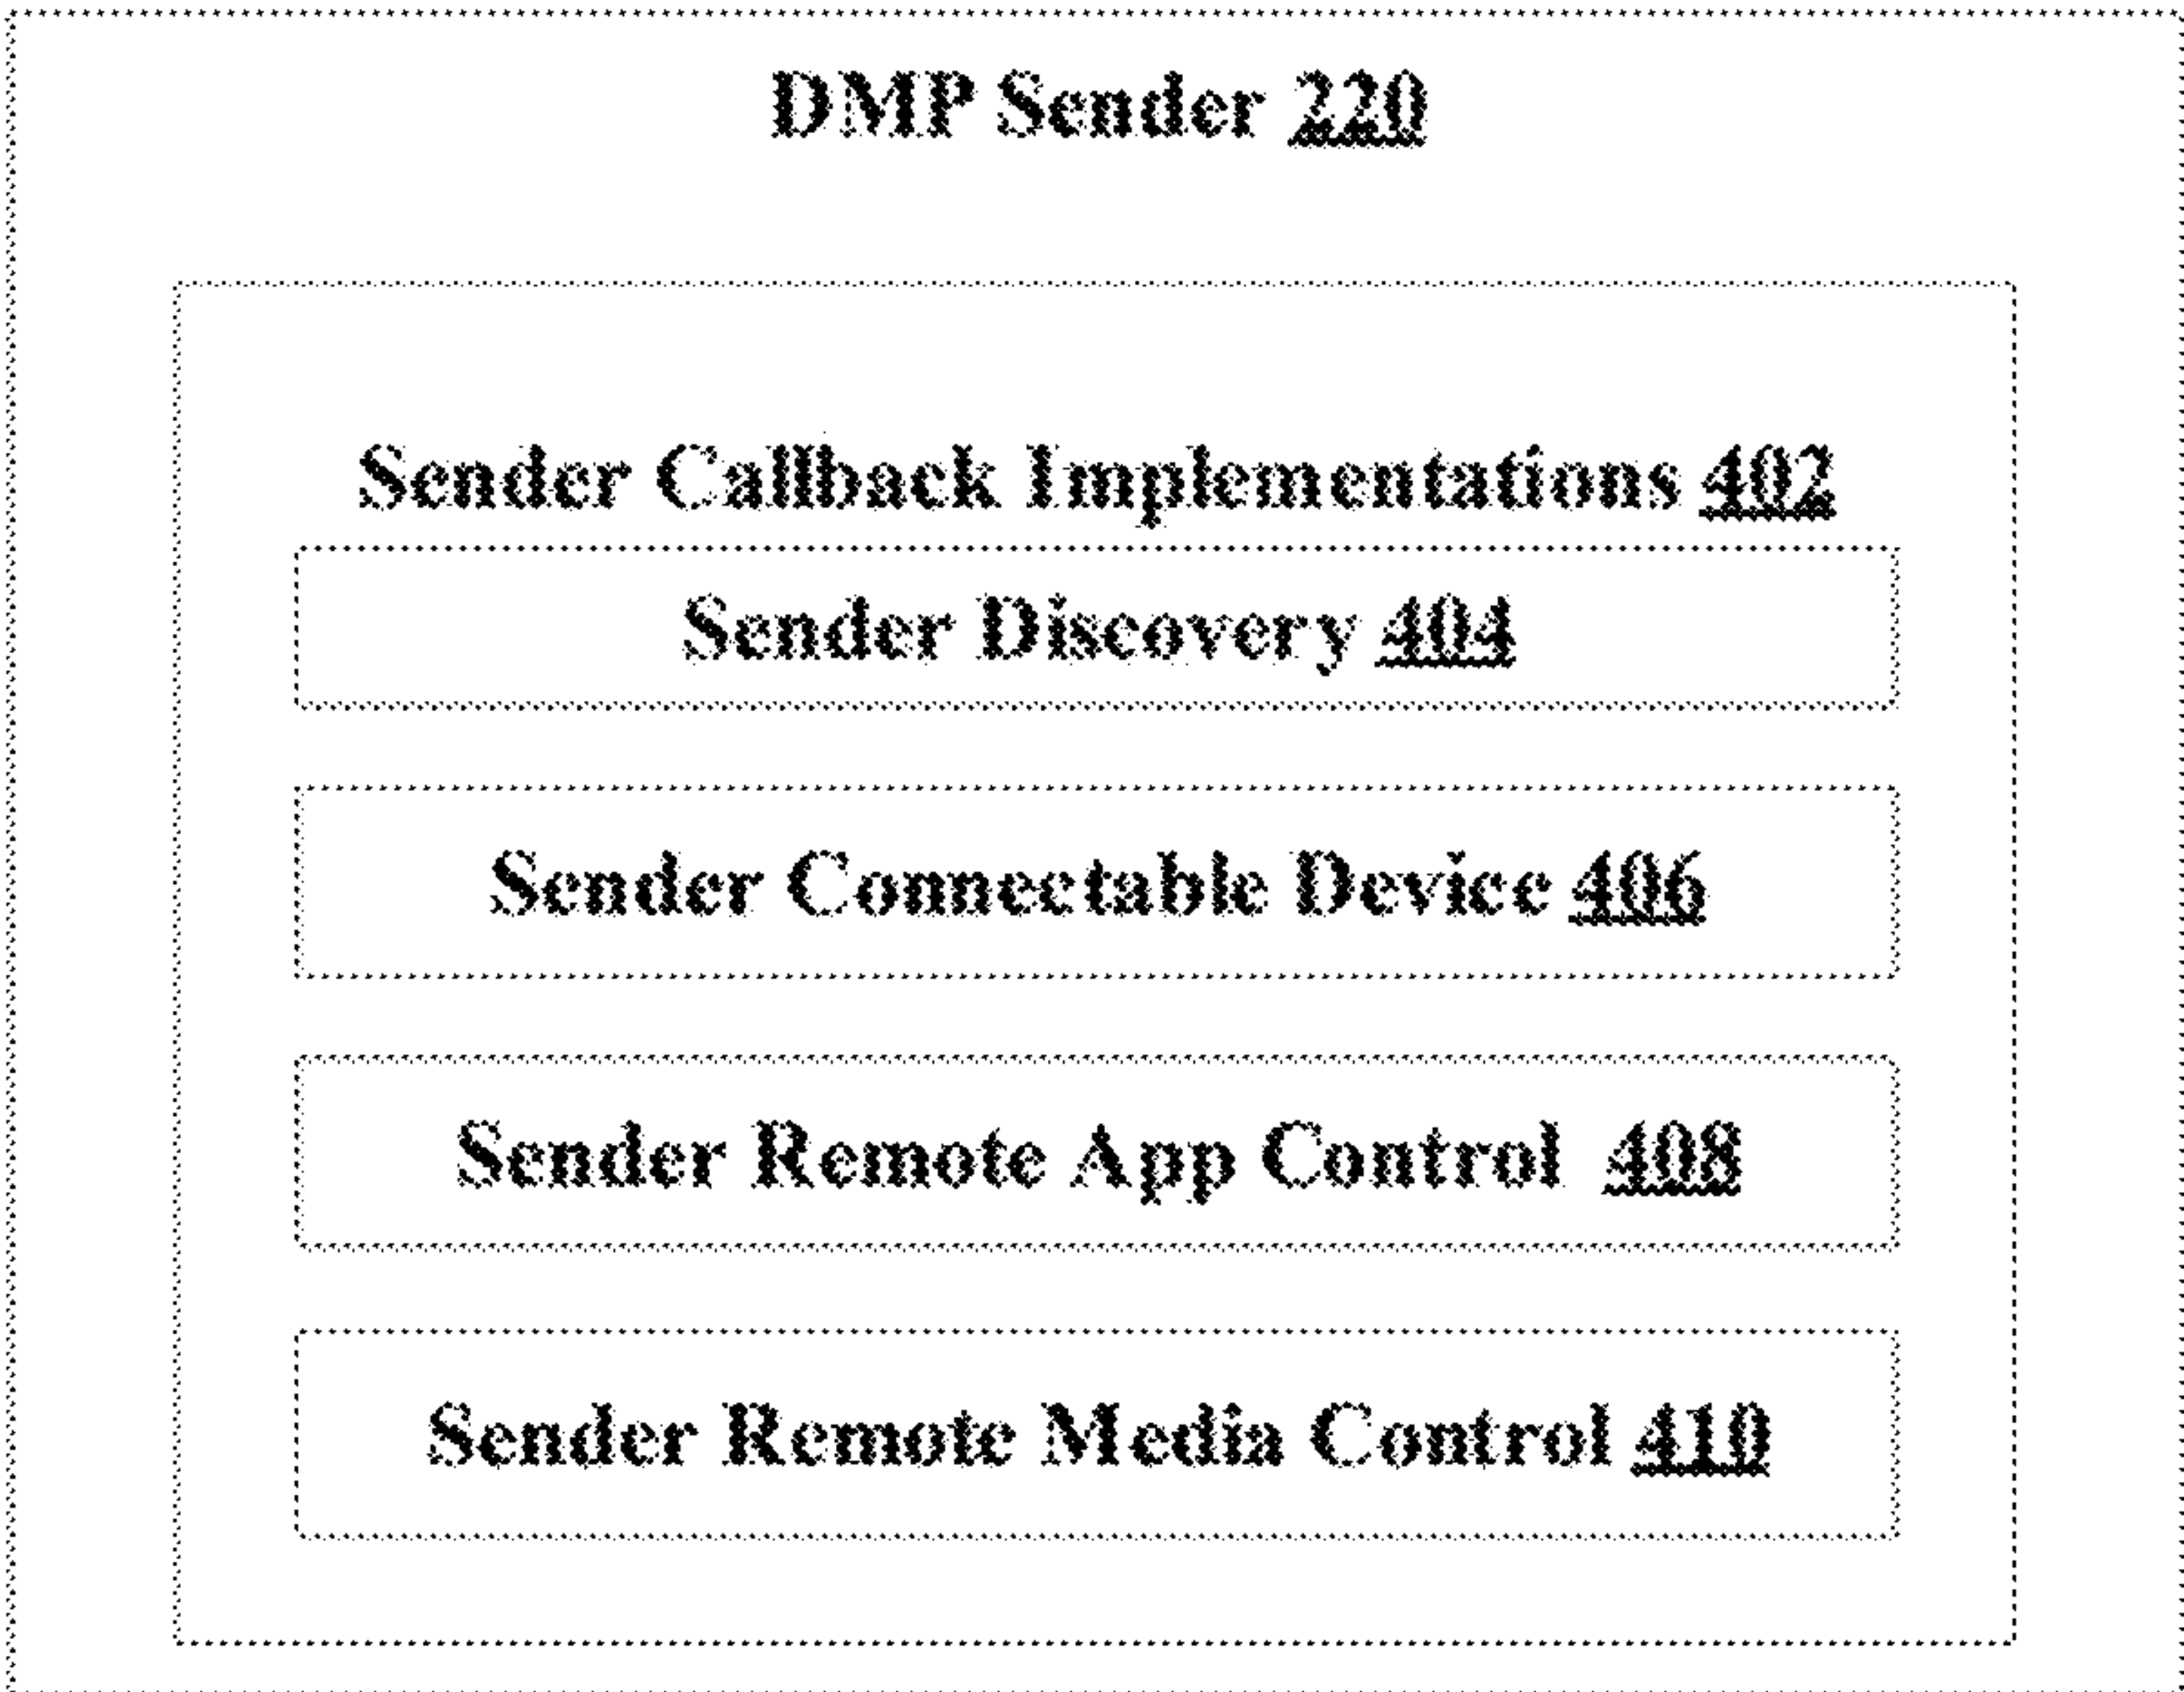 DMP Sender 220
Sender Callback Implementations 402
Sender Discovery 404
Sender Connectable Device 406
Sender Remote App Control 408
Sender Remote Media Control 410